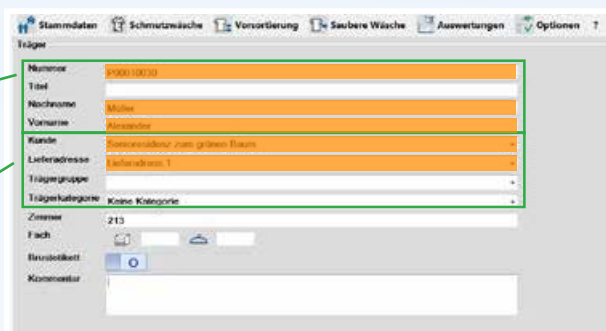 Stammdaten Schmutzwäsche Vorsortierung Saubere Wäsche Auswertungen Optionen ?
Träger
Nummer P00010030
Titel
Nachname Müller
Vorname Alexander
Kunde Seniorresidenz zum grünen Baum
Lieferadresse Lieferadresse 1
Trägergruppe
Trägerkategorie Keine Kategorie
Zimmer 213
Fach
Brustetikett O
Kommentar